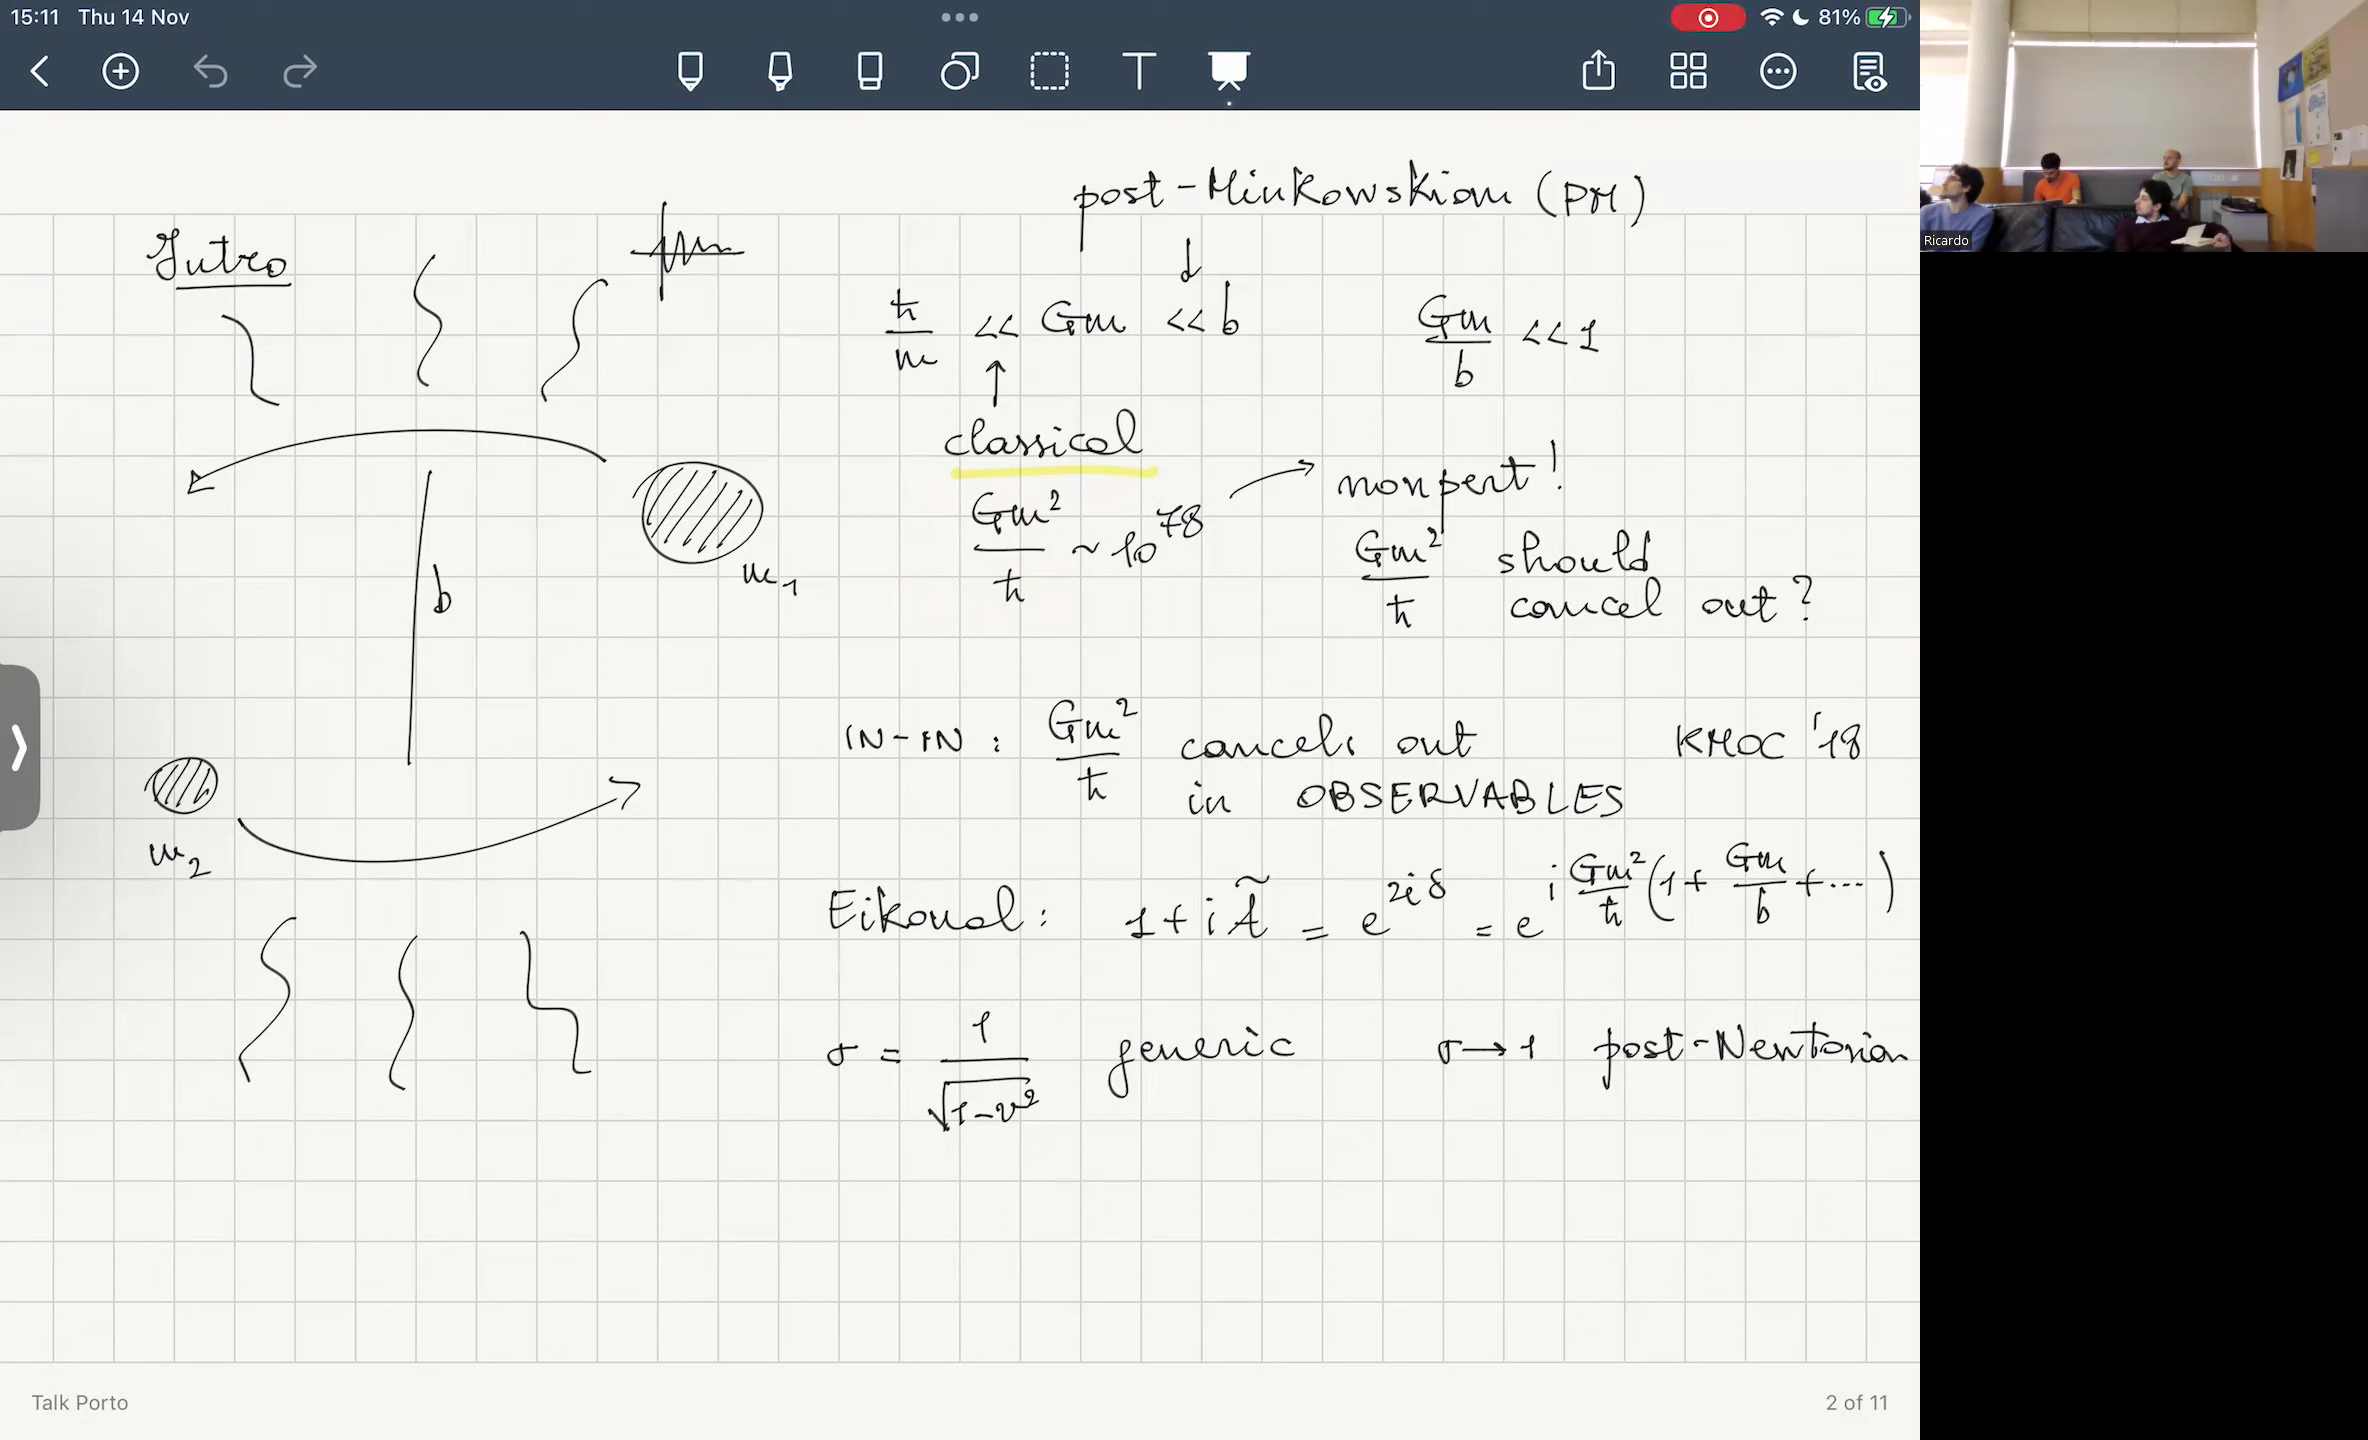 15:11 Thu 14 Nov
81%
Ricardo
post-Minkowskian (PM)
Intro
ħ/m << Gm << b
Gm/b << 1
classical
Gm²/ħ ~ 10⁷⁸
nonpert!
Gm²/ħ should
cancel out?
b
m₁
m₂
IN-IN: Gm²/ħ cancels out
in OBSERVABLES
KMOC '18
Eikonal: 1 + i Ã = e^{2iδ} = e^{i Gm²/ħ (1 + Gm/b + ...)}
σ = 1/√(1-v²) generic
σ → 1 post-Newtonian
Talk Porto
2 of 11